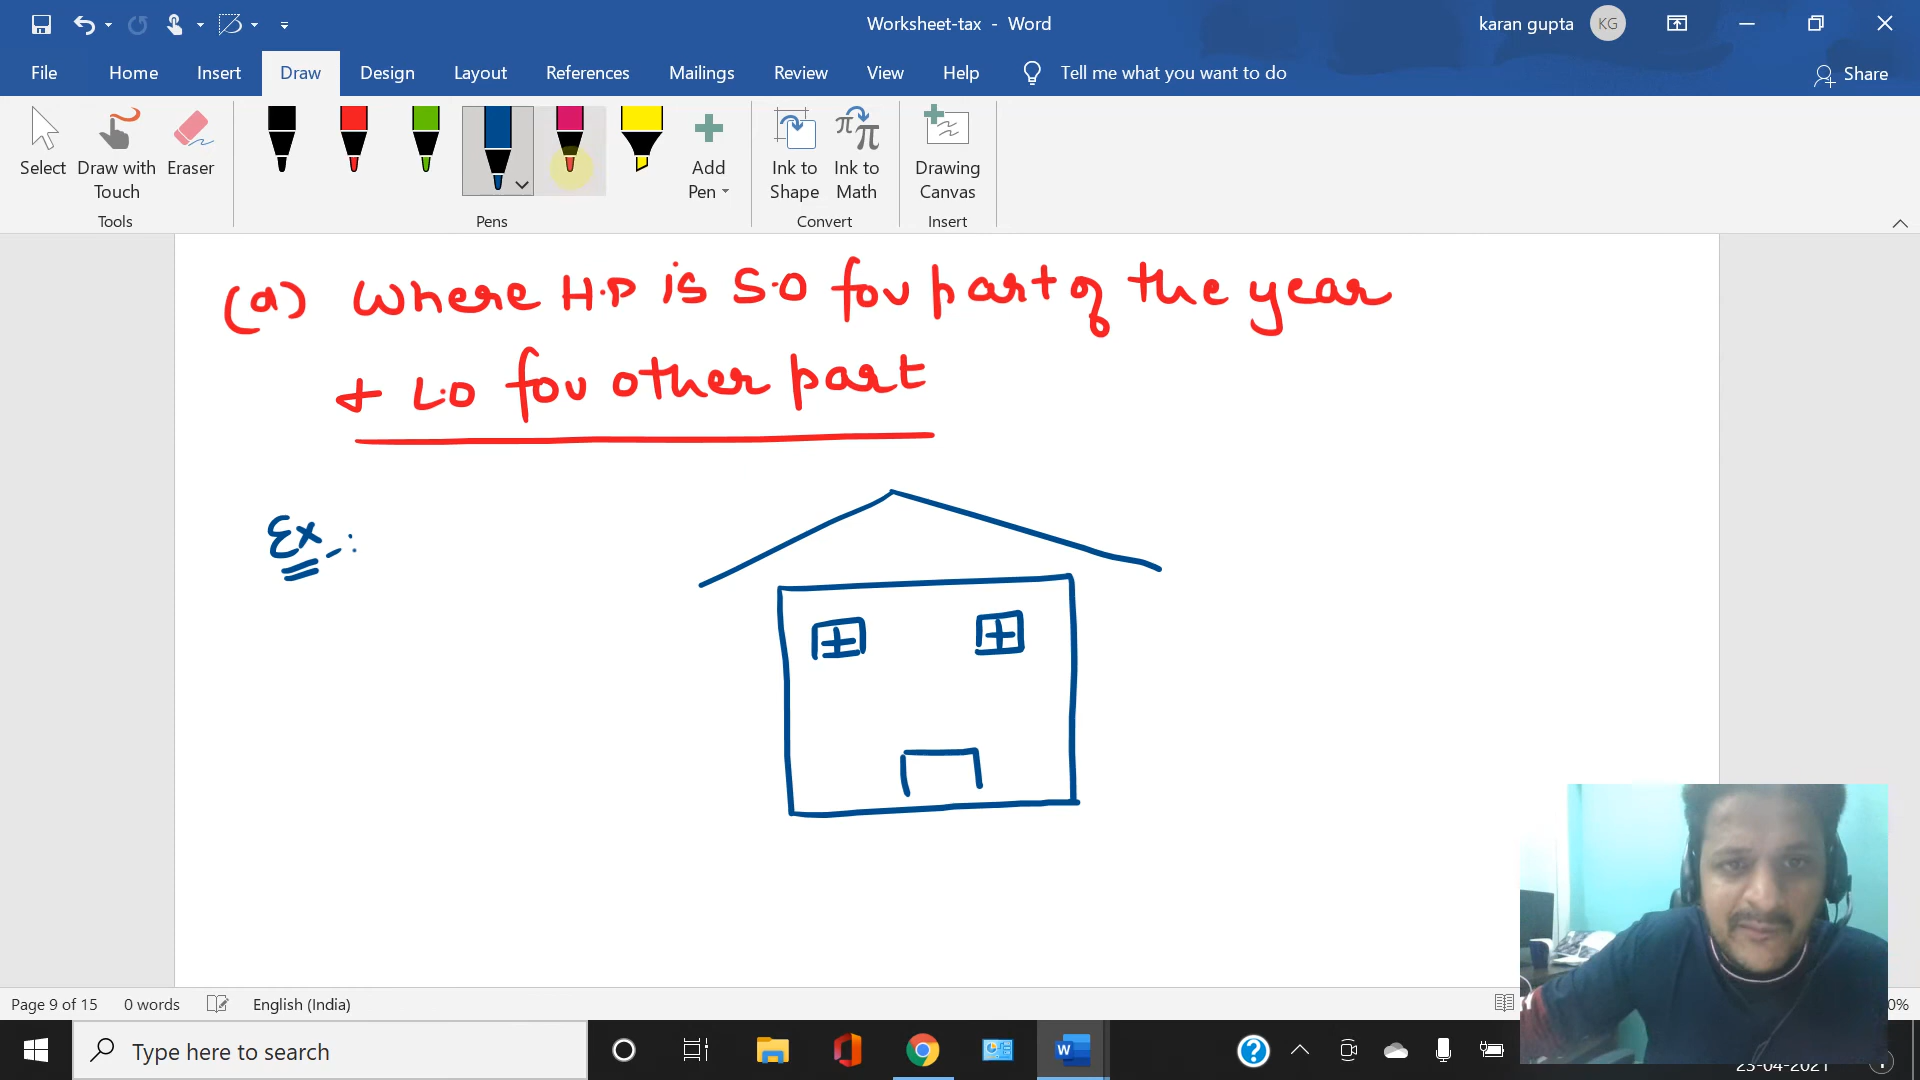 Worksheet-tax - Word
karan gupta KG
File Home Insert Draw Design Layout References Mailings Review View Help Tell me what you want to do Share
Select
Draw with Touch
Eraser
Add Pen
Ink to Shape
Ink to Math
Drawing Canvas
Tools Pens Convert Insert
(a) Where H.P is S.O for part of the year
+ L.O for other part
Ex -:
Page 9 of 15 0 words English (India)
Type here to search
23-04-2021